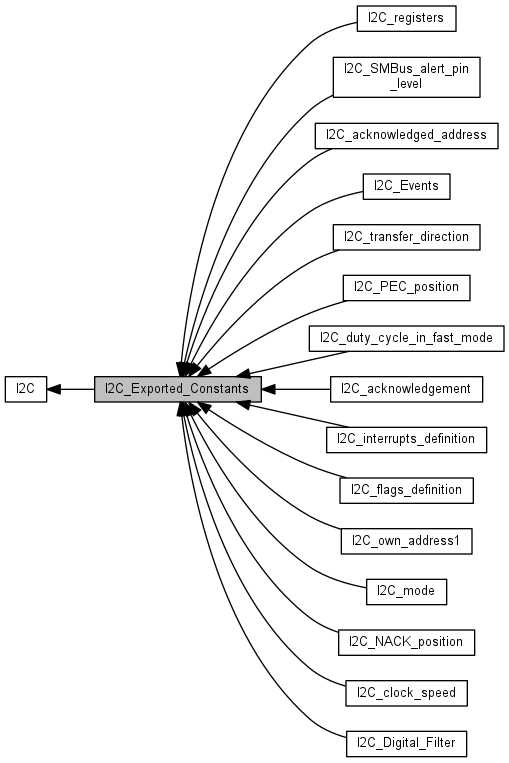 I2C_registers
I2C_SMBus_alert_pin
_level
I2C_acknowledged_address
I2C_Events
I2C_transfer_direction
I2C_PEC_position
I2C_duty_cycle_in_fast_mode
I2C
I2C_Exported_Constants
I2C_acknowledgement
I2C_interrupts_definition
I2C_flags_definition
I2C_own_address1
I2C_mode
I2C_NACK_position
I2C_clock_speed
I2C_Digital_Filter